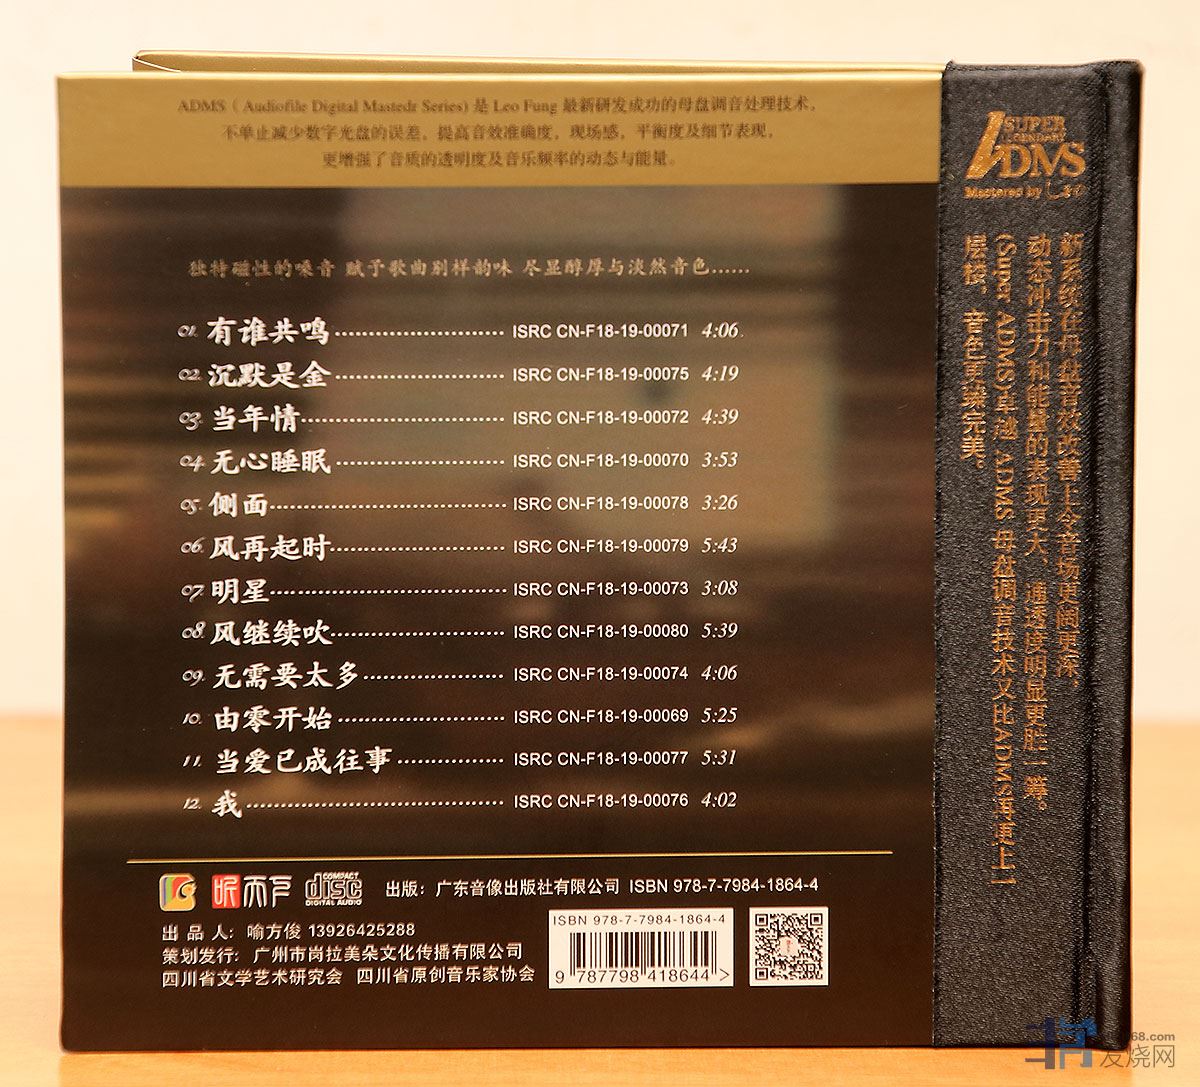 ADMS ( Audiofile Digital Mastedr Series) 是 Leo Fung 最新研发成功的母盘调音处理技术，
不单止减少数字光盘的误差，提高音效准确度，现场感，平衡度及细节表现，
更增强了音质的透明度及音乐频率的动态与能量。
独特磁性的嗓音 赋予歌曲别样韵味 尽显醇厚与淡然音色......
01. 有谁共鸣 ISRC CN-F18-19-00071 4:06
02. 沉默是金 ISRC CN-F18-19-00075 4:19
03. 当年情 ISRC CN-F18-19-00072 4:39
04. 无心睡眠 ISRC CN-F18-19-00070 3:53
05. 侧面 ISRC CN-F18-19-00078 3:26
06. 风再起时 ISRC CN-F18-19-00079 5:43
07. 明星 ISRC CN-F18-19-00073 3:08
08. 风继续吹 ISRC CN-F18-19-00080 5:39
09. 无需要太多 ISRC CN-F18-19-00074 4:06
10. 由零开始 ISRC CN-F18-19-00069 5:25
11. 当爱已成往事 ISRC CN-F18-19-00077 5:31
12. 我 ISRC CN-F18-19-00076 4:02
听天下 COMPACT disc DIGITAL AUDIO 出版：广东音像出版社有限公司 ISBN 978-7-7984-1864-4
出 品 人: 喻方俊 13926425288
策划发行: 广州市岗拉美朵文化传播有限公司
四川省文学艺术研究会 四川省原创音乐家协会
ISBN 978-7-7984-1864-4
9 787798 418644 >
SUPER
ADMS
Mastered by Leo
新系统在母盘音效改善上令音场更阔更深，
动态冲击力和能量的表现更大，通透度明显更胜一筹。
(Super ADMS)卓越 ADMS 母盘调音技术又比ADMS再更上一
层楼，音色更臻完美。
68.com
发烧网